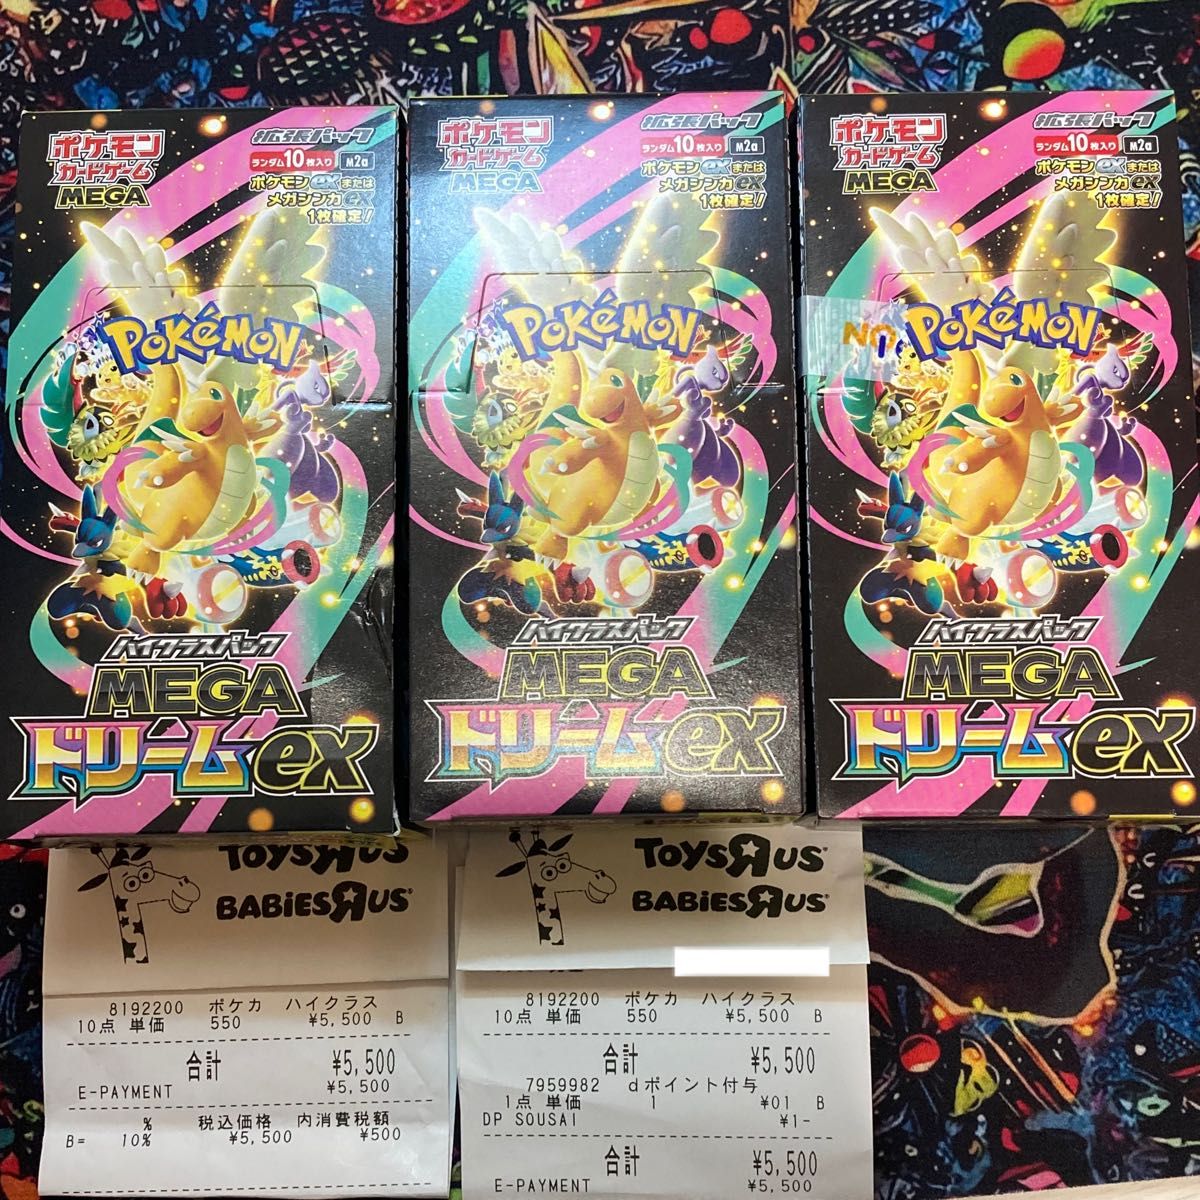 ポケモン
カードゲーム
MEGA
拡張パック
ランダム10枚入り M2a
ポケモンexまたは
メガシンカex
1枚確定!
POKéMON
ハイクラスパック
MEGA
ドリームex
ポケモン
カードゲーム
MEGA
拡張パック
ランダム10枚入り M2a
ポケモンexまたは
メガシンカex
1枚確定!
POKéMON
ハイクラスパック
MEGA
ドリームex
ポケモン
カードゲーム
MEGA
拡張パック
ランダム10枚入り M2a
ポケモンexまたは
メガシンカex
1枚確定!
POKéMON
ハイクラスパック
MEGA
ドリームex
TOYSЯUS
BABiESЯUS
8192200 ポケカ ハイクラス
10点 単価 550 ¥5,500 B
合計 ¥5,500
E-PAYMENT ¥5,500
% 税込価格 内消費税額
B= 10% ¥5,500 ¥500
TOYSЯUS
BABiESЯUS
8192200 ポケカ ハイクラス
10点 単価 550 ¥5,500 B
合計 ¥5,500
7959982 dポイント付与
1点 単価 1 ¥01 B
DP SOUSAI ¥1-
合計 ¥5,500
E-PAYMENT ¥5,500